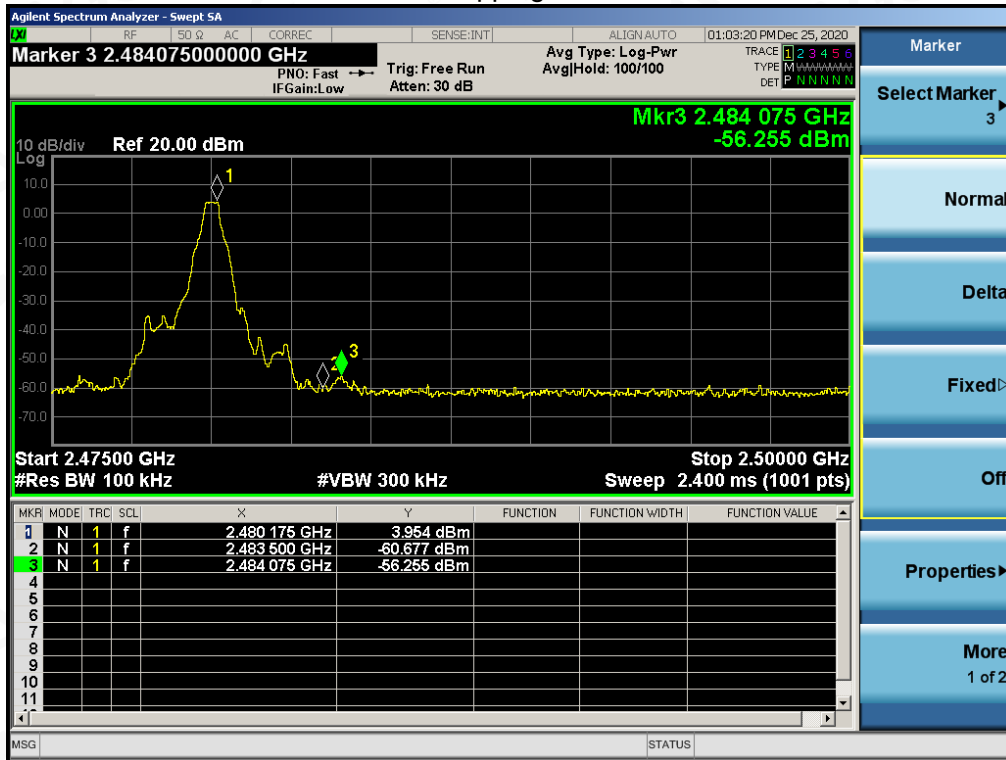 Agilent Spectrum Analyzer - Swept SA
LXI RF 50 Ω AC CORREC SENSE:INT ALIGN AUTO 01:03:20 PM Dec 25, 2020
Marker 3 2.484075000000 GHz
PNO: Fast
IFGain:Low
Trig: Free Run
Atten: 30 dB
Avg Type: Log-Pwr
Avg|Hold: 100/100
TRACE 1 2 3 4 5 6
TYPE M WWWWW
DET P N N N N N
Mkr3 2.484 075 GHz
-56.255 dBm
10 dB/div Ref 20.00 dBm
Log
10.0
0.00
-10.0
-20.0
-30.0
-40.0
-50.0
-60.0
-70.0
1
3
Start 2.47500 GHz Stop 2.50000 GHz
#Res BW 100 kHz #VBW 300 kHz Sweep 2.400 ms (1001 pts)
MKR MODE TRC SCL X Y FUNCTION FUNCTION WIDTH FUNCTION VALUE
1 N 1 f 2.480 175 GHz 3.954 dBm
2 N 1 f 2.483 500 GHz -60.677 dBm
3 N 1 f 2.484 075 GHz -56.255 dBm
4
5
6
7
8
9
10
11
MSG STATUS
Marker
Select Marker
3
Normal
Delta
Fixed
Off
Properties
More
1 of 2